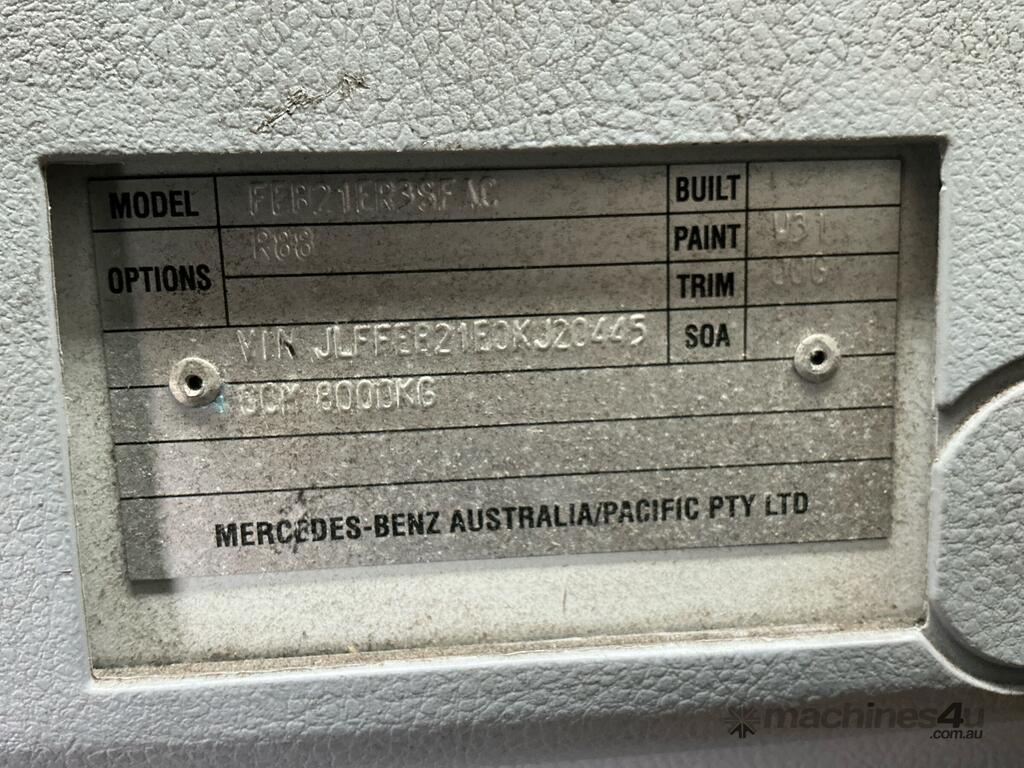 MODEL FEB21ER3SFAC BUILT
OPTIONS R88 PAINT W31
TRIM
VIN JLFFEB21E0KJ20445 SOA
GCM 8000KG
MERCEDES-BENZ AUSTRALIA/PACIFIC PTY LTD
machines4u
.com.au